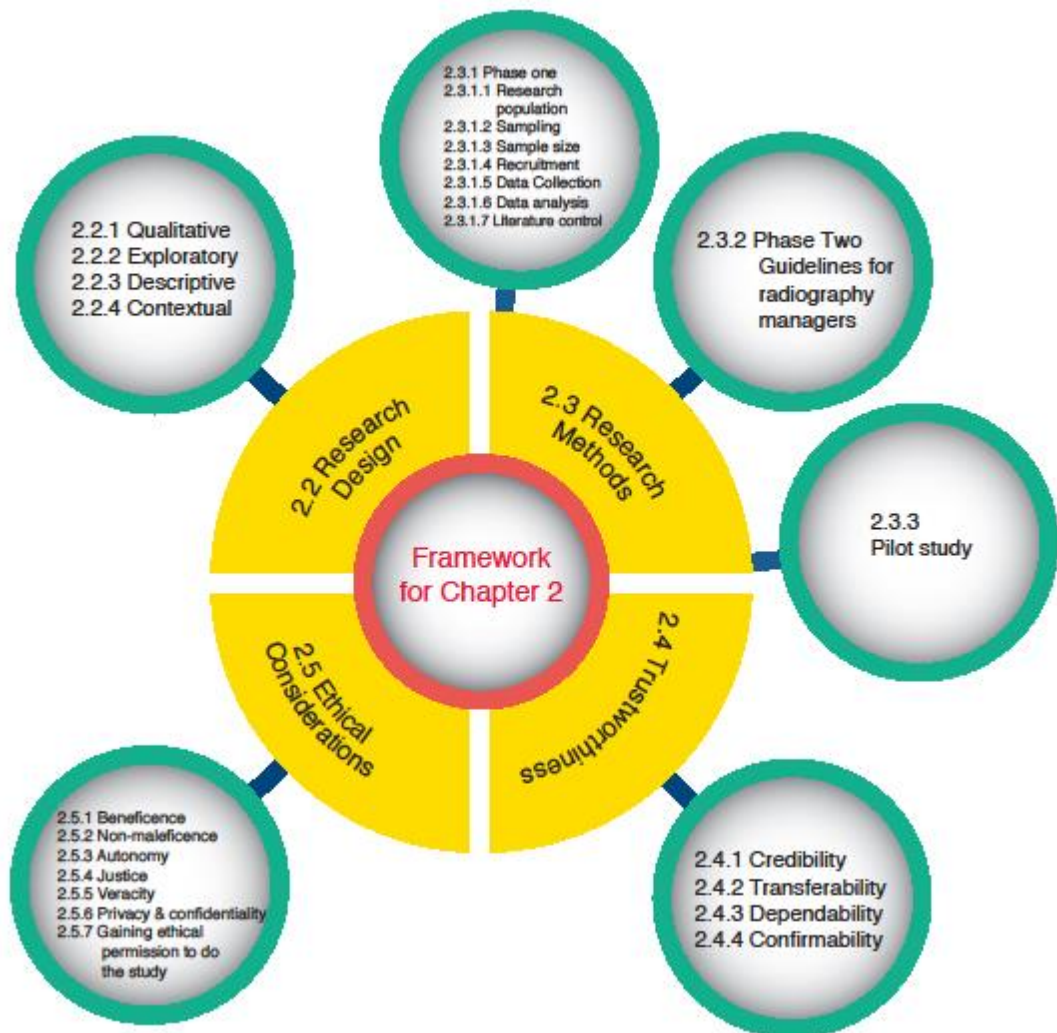 2.3.1 Phase one
2.3.1.1 Research
population
2.3.1.2 Sampling
2.3.1.3 Sample size
2.3.1.4 Recruitment
2.3.1.5 Data Collection
2.3.1.6 Data analysis
2.3.1.7 Literature control
2.2.1 Qualitative
2.2.2 Exploratory
2.2.3 Descriptive
2.2.4 Contextual
2.3.2 Phase Two
Guidelines for
radiography
managers
2.2 Research
Design
2.3 Research
Methods
2.3.3
Pilot study
Framework
for Chapter 2
2.5 Ethical
Considerations
2.4 Trustworthiness
2.5.1 Beneficence
2.5.2 Non-maleficence
2.5.3 Autonomy
2.5.4 Justice
2.5.5 Veracity
2.5.6 Privacy & confidentiality
2.5.7 Gaining ethical
permission to do
the study
2.4.1 Credibility
2.4.2 Transferability
2.4.3 Dependability
2.4.4 Confirmability